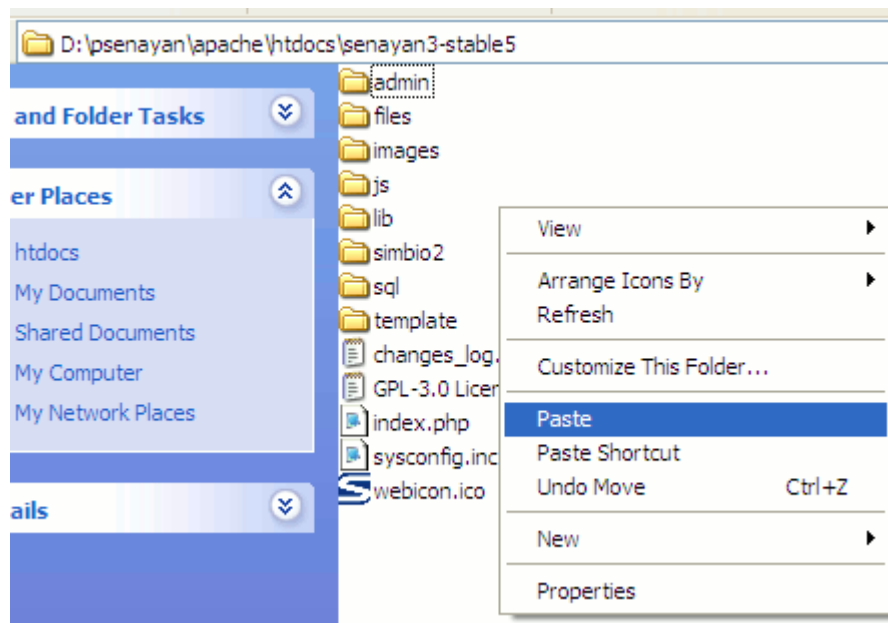 D:\psenayan\apache\htdocs\senayan3-stable5
and Folder Tasks
er Places
htdocs
My Documents
Shared Documents
My Computer
My Network Places
ails
admin
files
images
js
lib
simbio2
sql
template
changes_log.
GPL-3.0 Licer
index.php
sysconfig.inc
webicon.ico
View
Arrange Icons By
Refresh
Customize This Folder...
Paste
Paste Shortcut
Undo Move Ctrl+Z
New
Properties